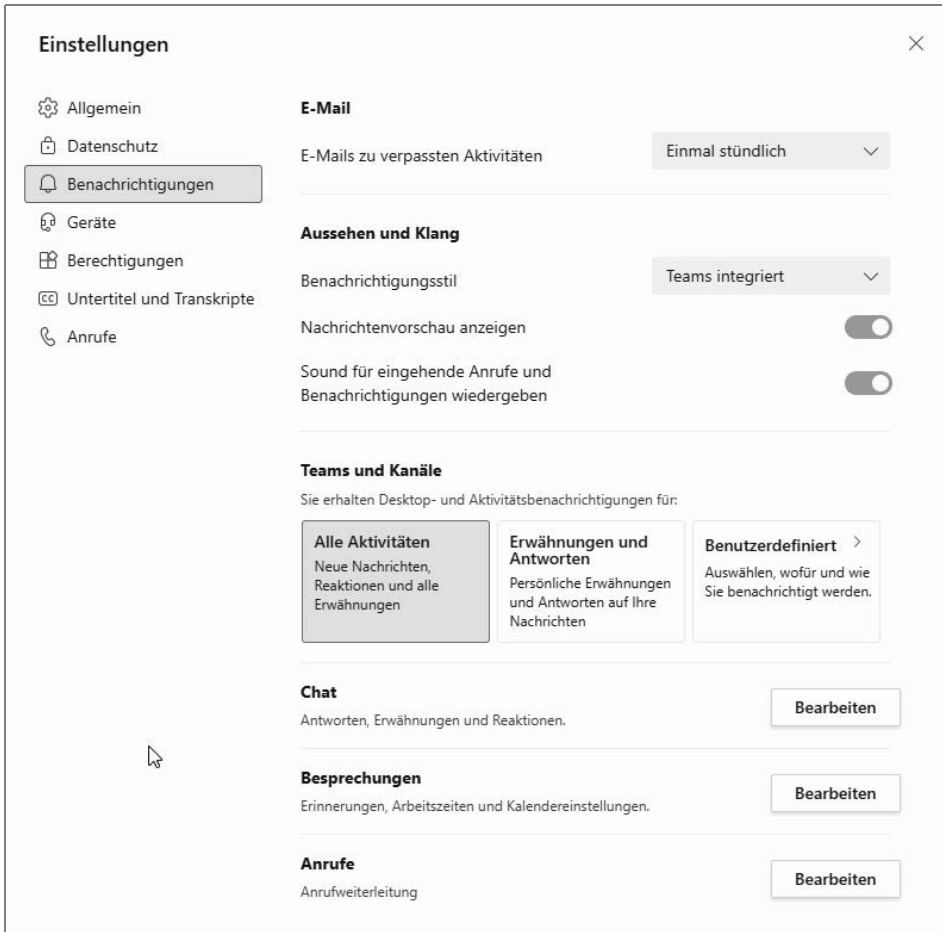 Einstellungen
Allgemein
Datenschutz
Benachrichtigungen
Geräte
Berechtigungen
Untertitel und Transkripte
Anrufe
E-Mail
E-Mails zu verpassten Aktivitäten
Einmal stündlich
Aussehen und Klang
Benachrichtigungsstil
Teams integriert
Nachrichtenvorschau anzeigen
Sound für eingehende Anrufe und
Benachrichtigungen wiedergeben
Teams und Kanäle
Sie erhalten Desktop- und Aktivitätsbenachrichtigungen für:
Alle Aktivitäten
Neue Nachrichten,
Reaktionen und alle
Erwähnungen
Erwähnungen und
Antworten
Persönliche Erwähnungen
und Antworten auf Ihre
Nachrichten
Benutzerdefiniert
Auswählen, wofür und wie
Sie benachrichtigt werden.
Chat
Antworten, Erwähnungen und Reaktionen.
Bearbeiten
Besprechungen
Erinnerungen, Arbeitszeiten und Kalendereinstellungen.
Bearbeiten
Anrufe
Anrufweiterleitung
Bearbeiten